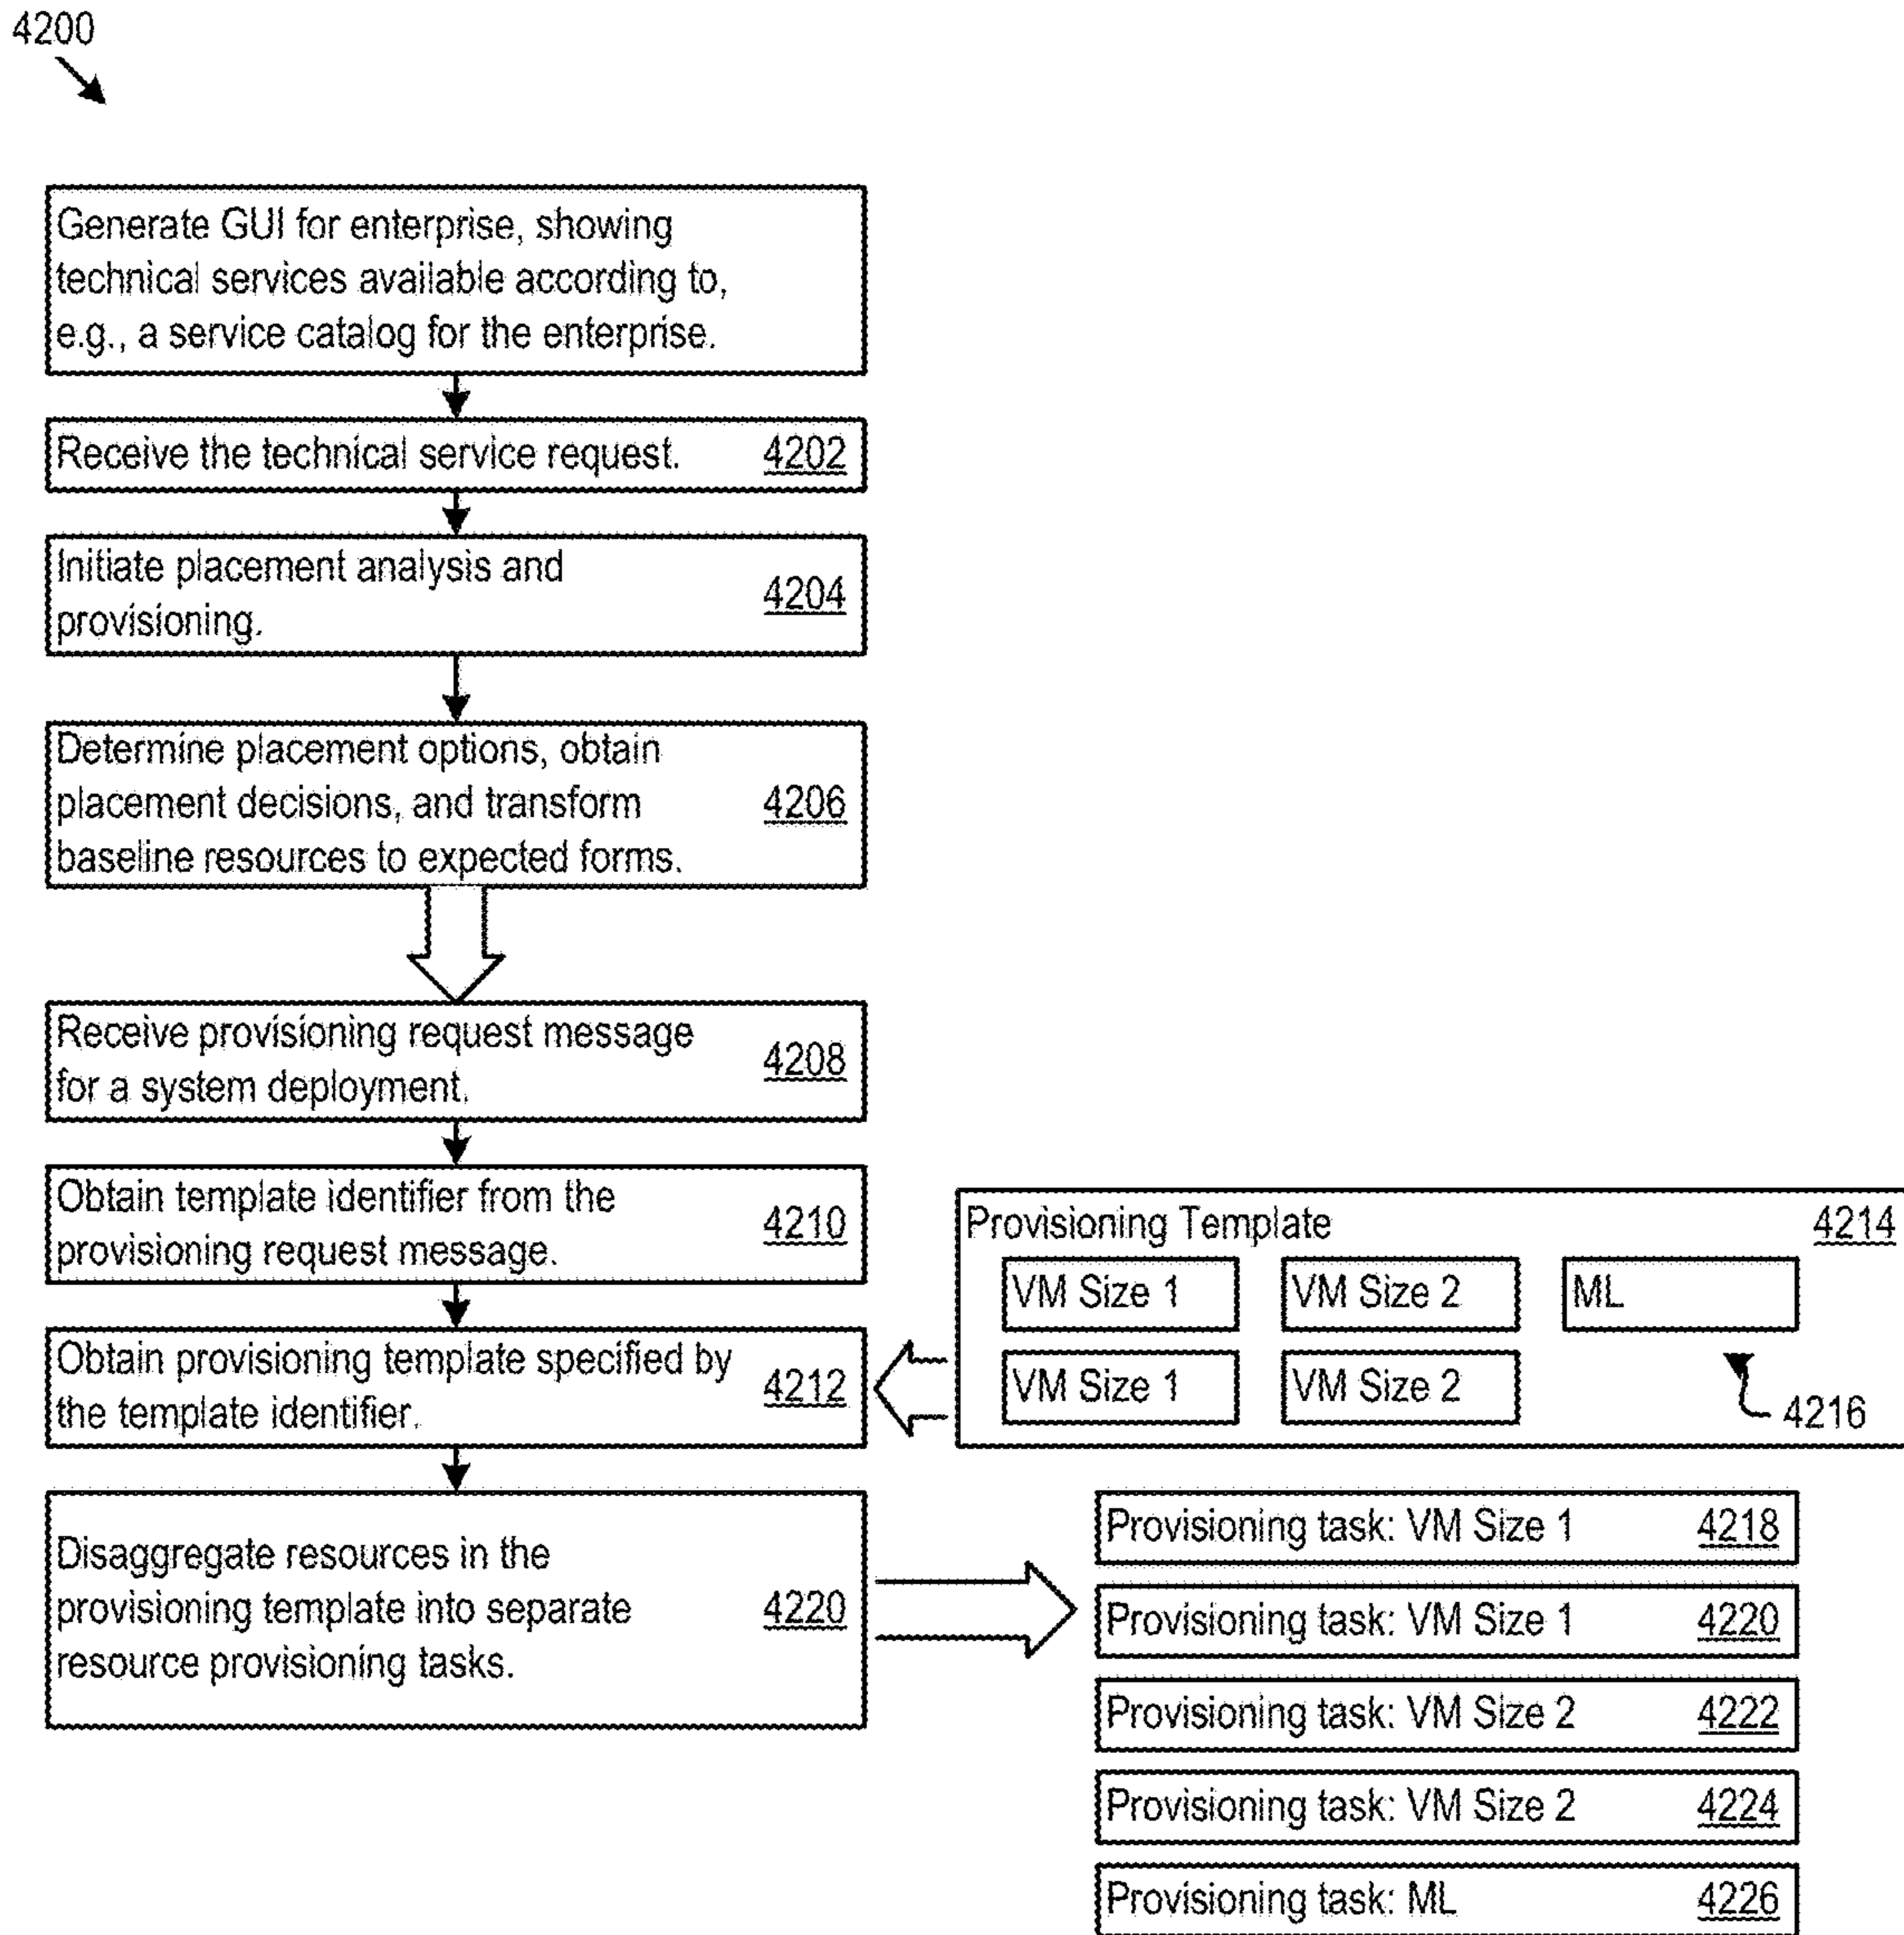 4200
Generate GUI for enterprise, showing
technical services available according to,
e.g., a service catalog for the enterprise.
Receive the technical service request. 4202
Initiate placement analysis and
provisioning. 4204
Determine placement options, obtain
placement decisions, and transform 4206
baseline resources to expected forms.
Receive provisioning request message
for a system deployment. 4208
Obtain template identifier from the
provisioning request message. 4210
Obtain provisioning template specified by
the template identifier. 4212
Provisioning Template 4214
VM Size 1 VM Size 2 ML
VM Size 1 VM Size 2
4216
Disaggregate resources in the
provisioning template into separate 4220
resource provisioning tasks.
Provisioning task: VM Size 1 4218
Provisioning task: VM Size 1 4220
Provisioning task: VM Size 2 4222
Provisioning task: VM Size 2 4224
Provisioning task: ML 4226